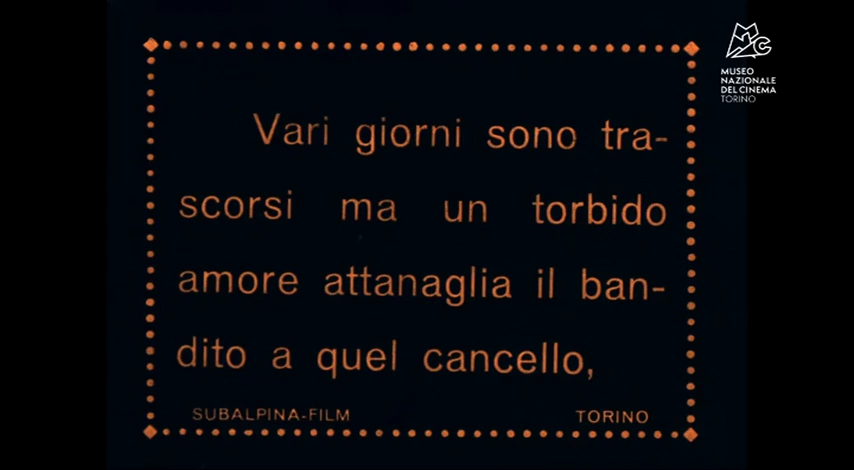 MUSEO
NAZIONALE
DEL CINEMA
TORINO
Vari giorni sono tra-
scorsi ma un torbido
amore attanaglia il ban-
dito a quel cancello,
SUBALPINA-FILM TORINO